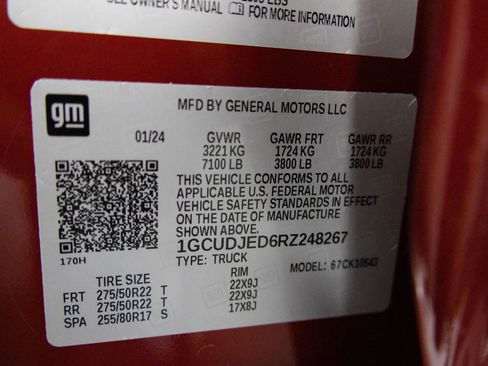 SEE OWNER'S MANUAL FOR MORE INFORMATION
gm
MFD BY GENERAL MOTORS LLC
01/24 GVWR GAWR FRT GAWR RR
3221 KG 1724 KG 1724 KG
7100 LB 3800 LB 3800 LB
THIS VEHICLE CONFORMS TO ALL
APPLICABLE U.S. FEDERAL MOTOR
VEHICLE SAFETY STANDARDS IN EFFECT
ON THE DATE OF MANUFACTURE
SHOWN ABOVE.
1GCUDJED6RZ248267
170H
TYPE: TRUCK MODEL: 67CK10543
TIRE SIZE RIM
FRT 275/50R22 T 22X9J
RR 275/50R22 T 22X9J
SPA 255/80R17 S 17X8J